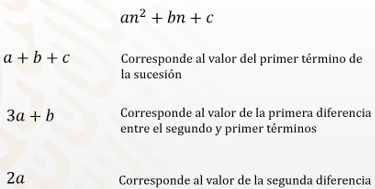 an² + bn + c
a + b + c
Corresponde al valor del primer término de
la sucesión
3a + b
Corresponde al valor de la primera diferencia
entre el segundo y primer términos
2a
Corresponde al valor de la segunda diferencia